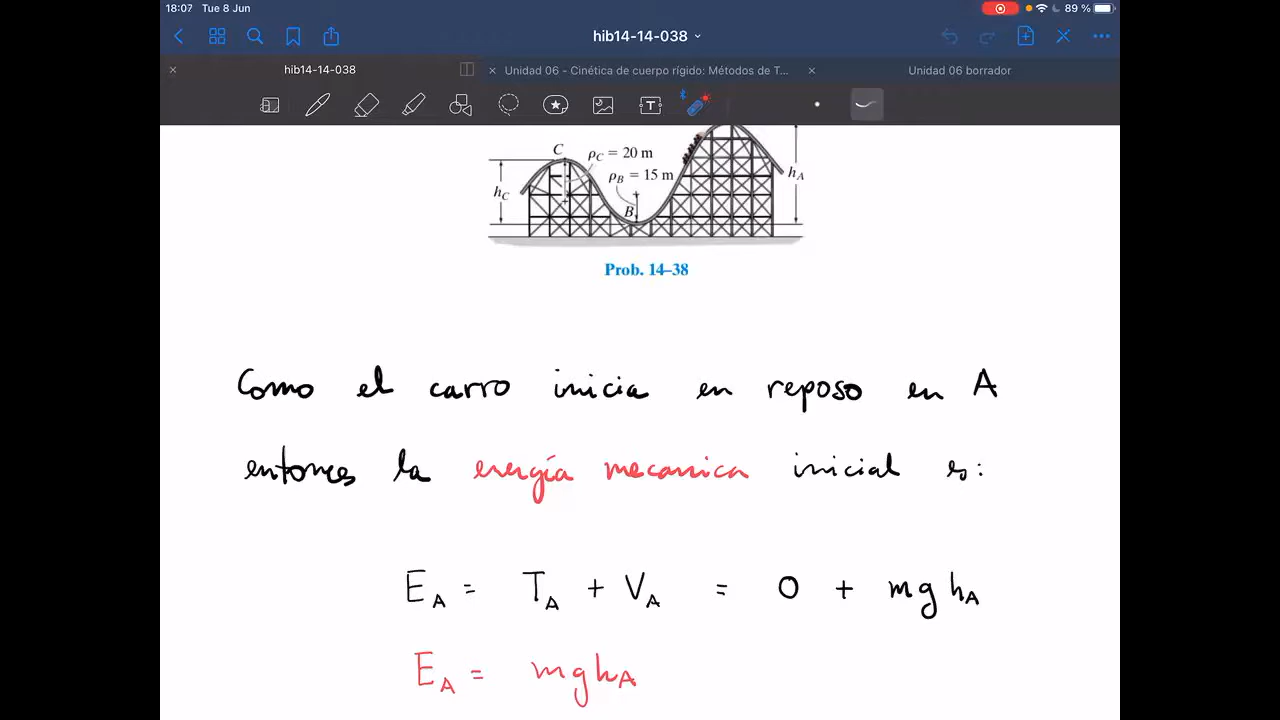 18:07 Tue 8 Jun 89 %
hib14-14-038
hib14-14-038 Unidad 06 - Cinética de cuerpo rígido: Métodos de T... Unidad 06 borrador
C ρC = 20 m
ρB = 15 m
hC hA
B
Prob. 14–38
Como el carro inicia en reposo en A
entonces la energía mecanica inicial es:
EA = TA + VA = 0 + mghA
EA = mghA